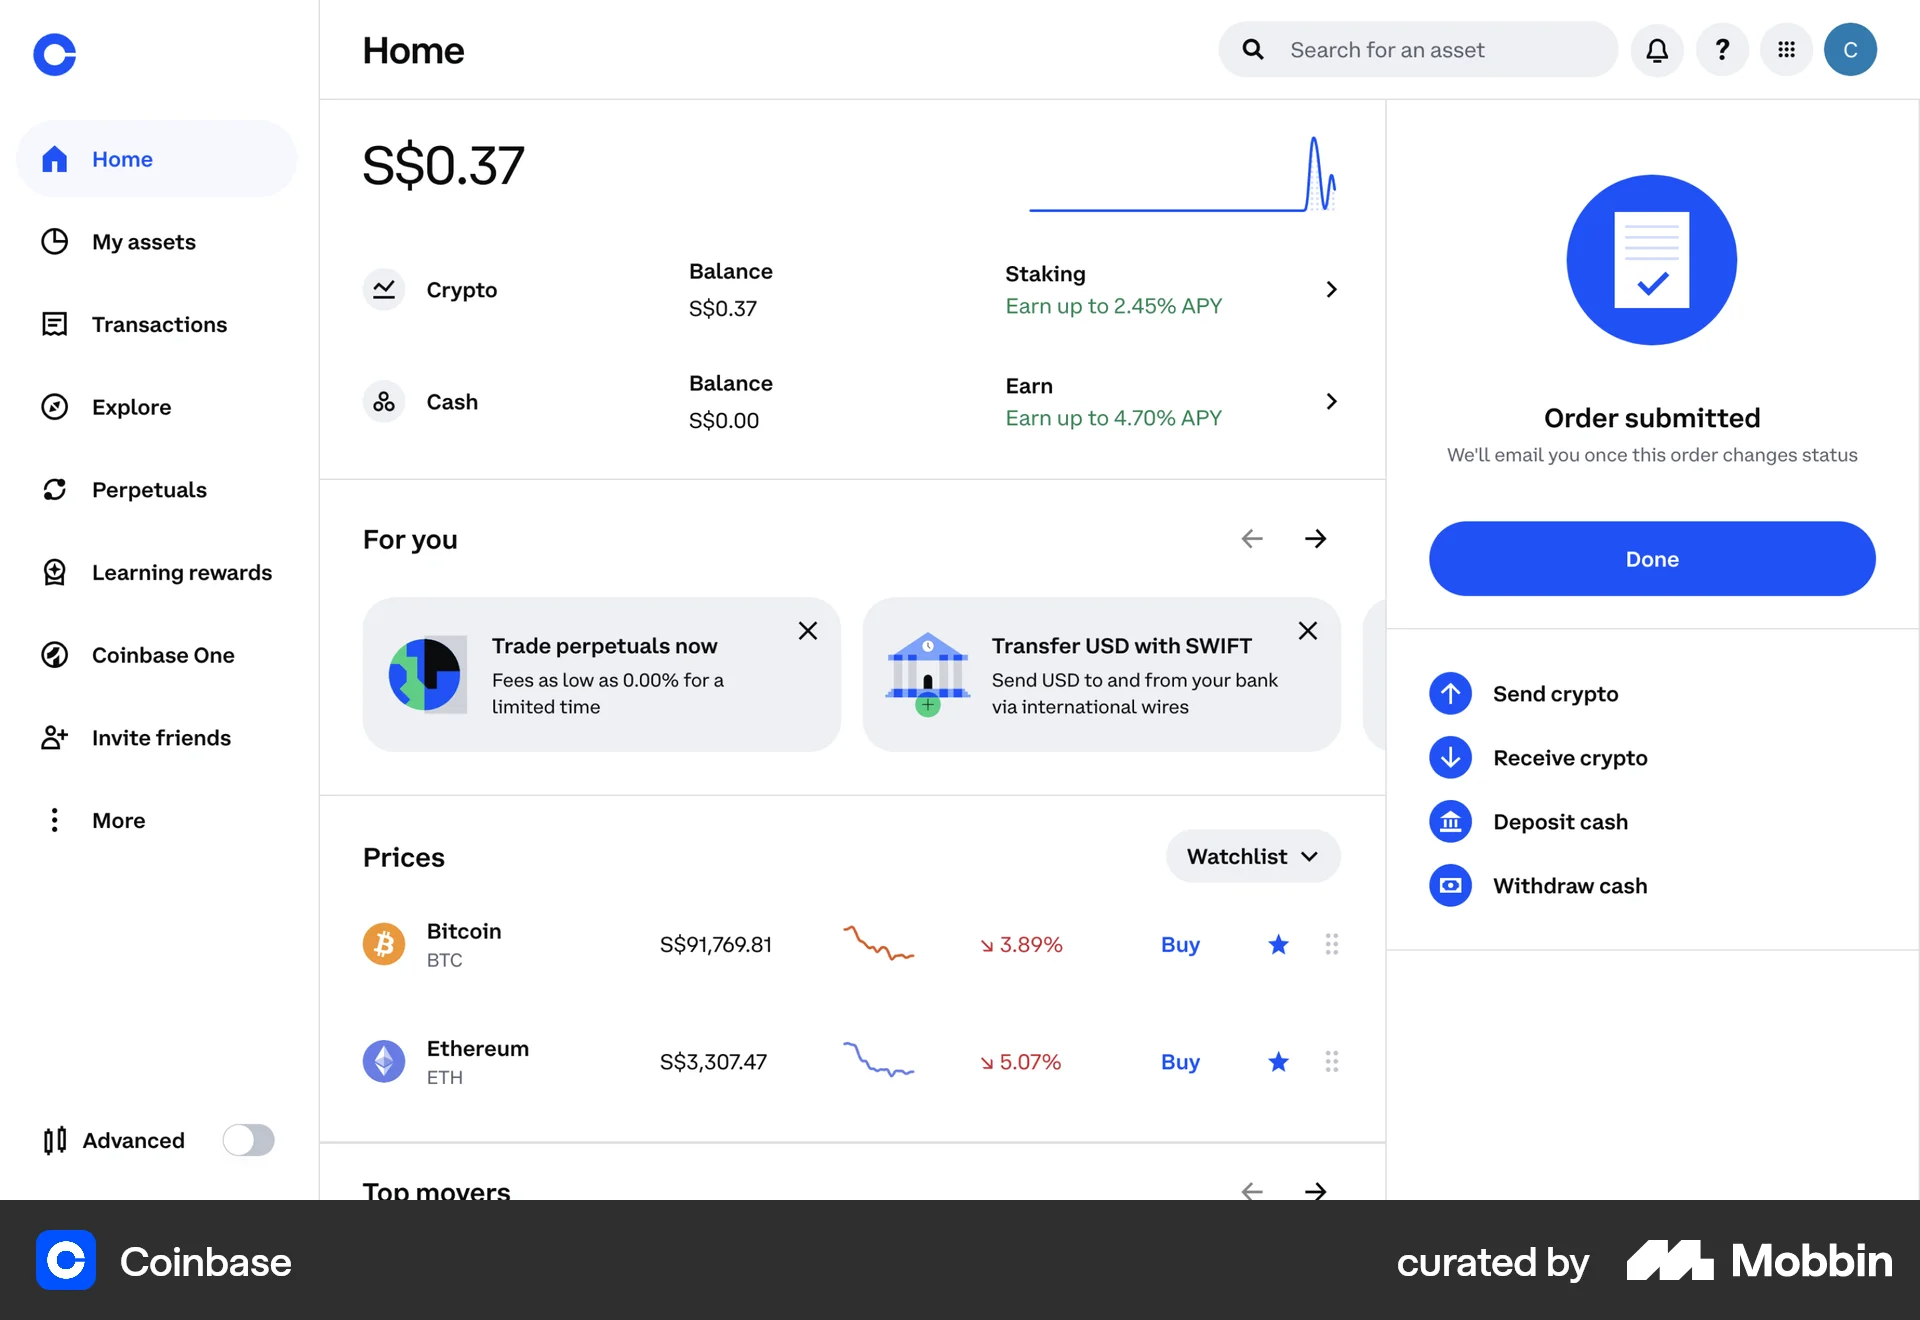 Home
Search for an asset
?
C
Home
My assets
Transactions
Explore
Perpetuals
Learning rewards
Coinbase One
Invite friends
More
Advanced
S$0.37
Crypto
Balance
S$0.37
Staking
Earn up to 2.45% APY
Cash
Balance
S$0.00
Earn
Earn up to 4.70% APY
For you
Trade perpetuals now
Fees as low as 0.00% for a
limited time
Transfer USD with SWIFT
Send USD to and from your bank
via international wires
Prices
Watchlist
Bitcoin
BTC
S$91,769.81
↘ 3.89%
Buy
Ethereum
ETH
S$3,307.47
↘ 5.07%
Buy
Top movers
Order submitted
We'll email you once this order changes status
Done
Send crypto
Receive crypto
Deposit cash
Withdraw cash
Coinbase
curated by Mobbin